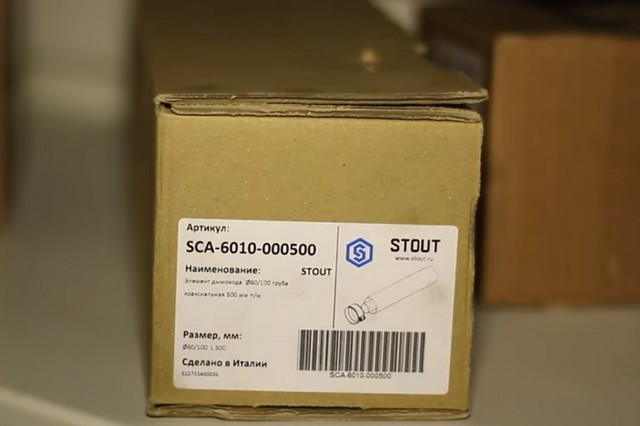 Артикул:
SCA-6010-000500
Наименование: STOUT
Элемент дымохода Ø60/100 труба
коаксиальная 500 мм п/м
Размер, мм:
Ø60/100 L 500
Сделано в Италии
STOUT
www.stout.ru
SCA-6010-000500